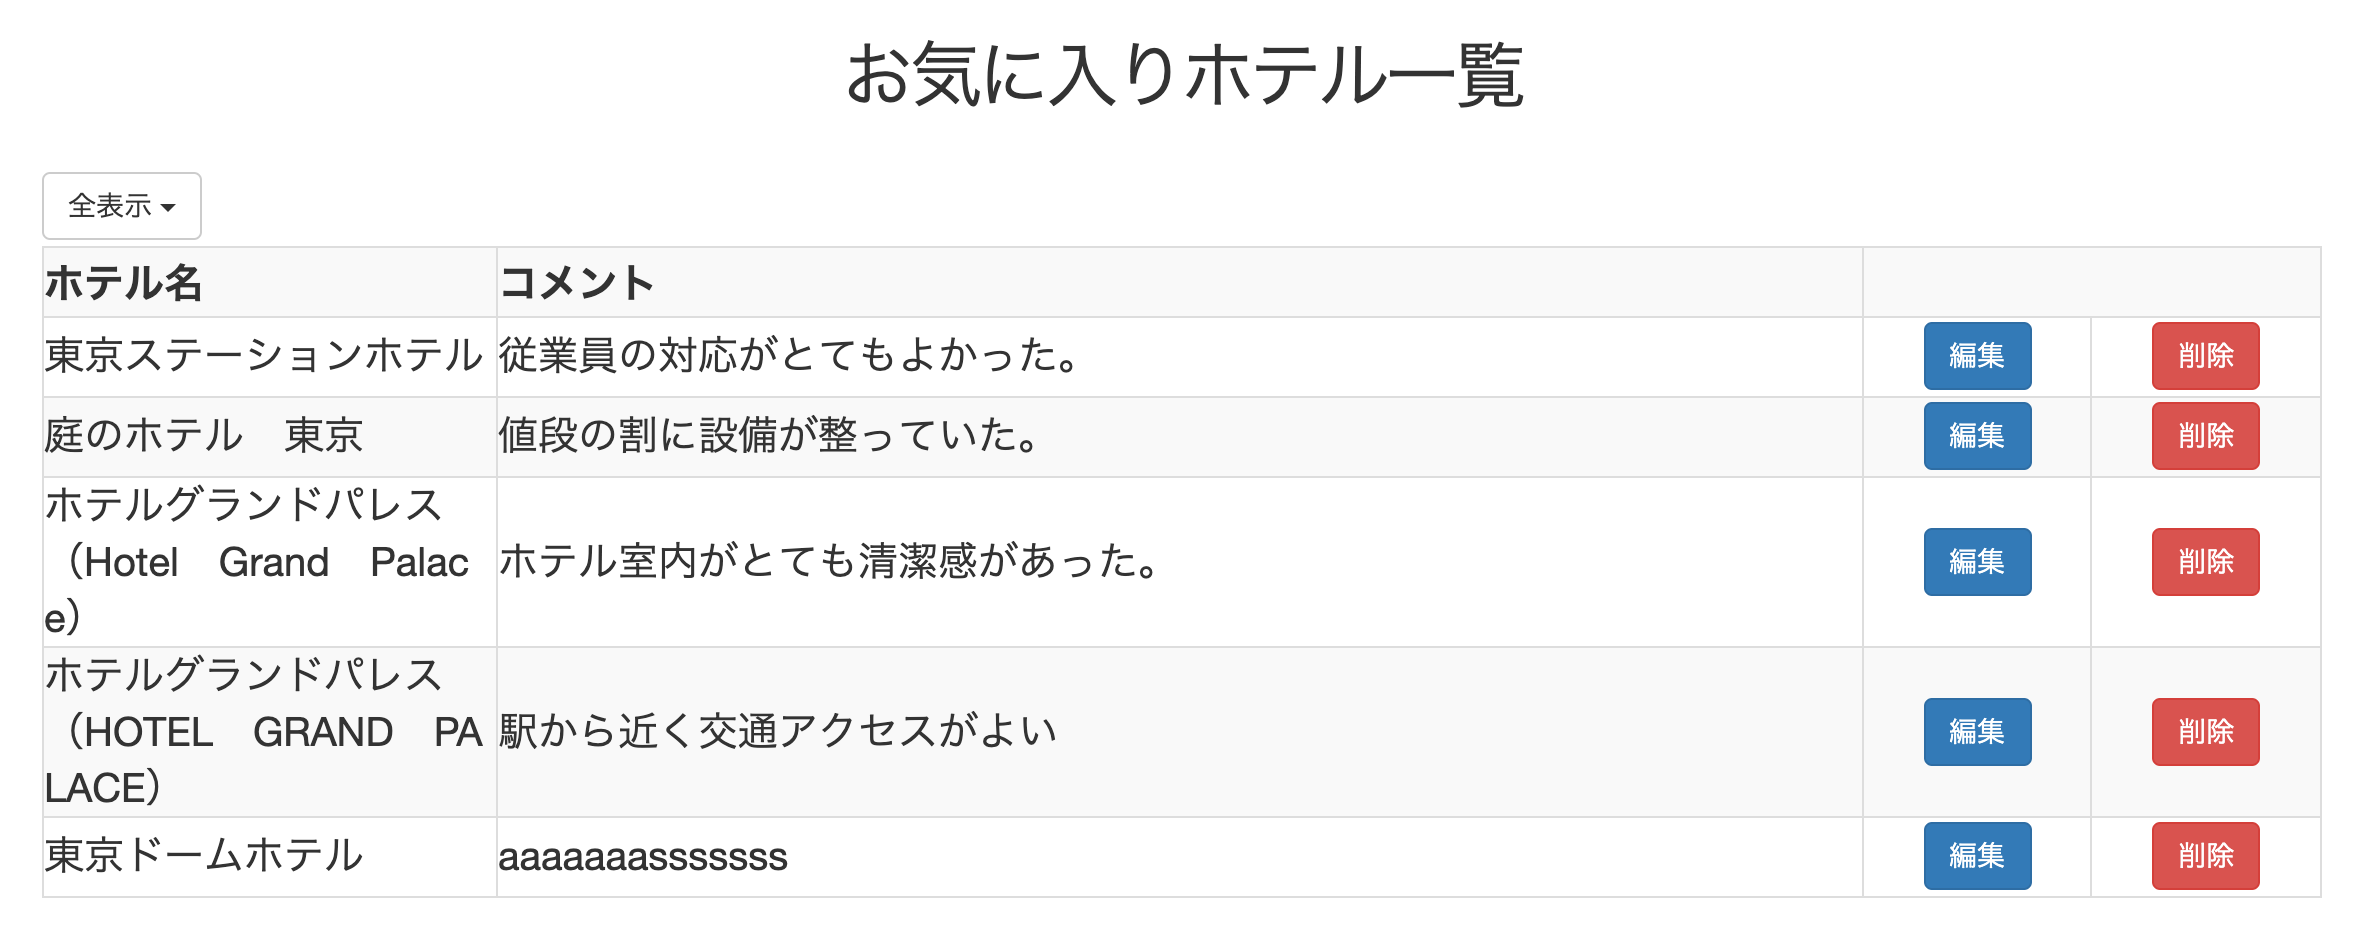 お気に入りホテル一覧
全表示
ホテル名 コメント
東京ステーションホテル 従業員の対応がとてもよかった。 編集 削除
庭のホテル　東京 値段の割に設備が整っていた。 編集 削除
ホテルグランドパレス
（Hotel　Grand　Palac
e） ホテル室内がとても清潔感があった。 編集 削除
ホテルグランドパレス
（HOTEL　GRAND　PA
LACE） 駅から近く交通アクセスがよい 編集 削除
東京ドームホテル aaaaaaasssssss 編集 削除